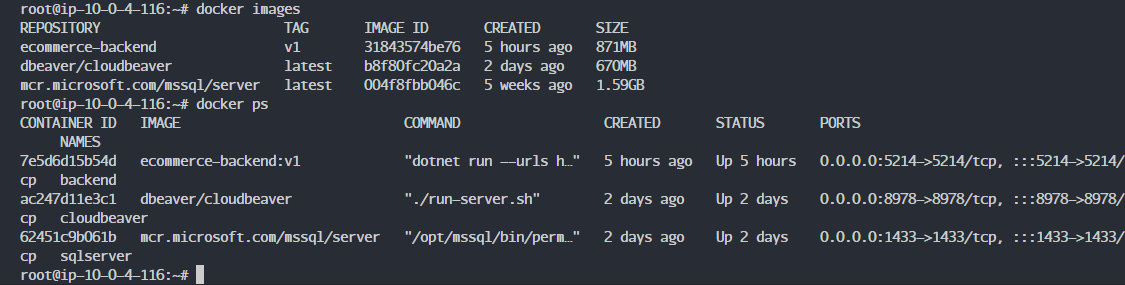 root@ip-10-0-4-116:~# docker images
REPOSITORY                       TAG       IMAGE ID       CREATED       SIZE
ecommerce-backend                v1        31843574be76   5 hours ago   871MB
dbeaver/cloudbeaver              latest    b8f80fc20a2a   2 days ago    670MB
mcr.microsoft.com/mssql/server   latest    004f8fbb046c   5 weeks ago   1.59GB
root@ip-10-0-4-116:~# docker ps
CONTAINER ID   IMAGE                            COMMAND                  CREATED       STATUS       PORTS
     NAMES
7e5d6d15b54d   ecommerce-backend:v1             "dotnet run --urls h…"   5 hours ago   Up 5 hours   0.0.0.0:5214->5214/tcp, :::5214->5214/
cp   backend
ac247d11e3c1   dbeaver/cloudbeaver              "./run-server.sh"        2 days ago    Up 2 days    0.0.0.0:8978->8978/tcp, :::8978->8978/
cp   cloudbeaver
62451c9b061b   mcr.microsoft.com/mssql/server   "/opt/mssql/bin/perm…"   2 days ago    Up 2 days    0.0.0.0:1433->1433/tcp, :::1433->1433/
cp   sqlserver
root@ip-10-0-4-116:~#